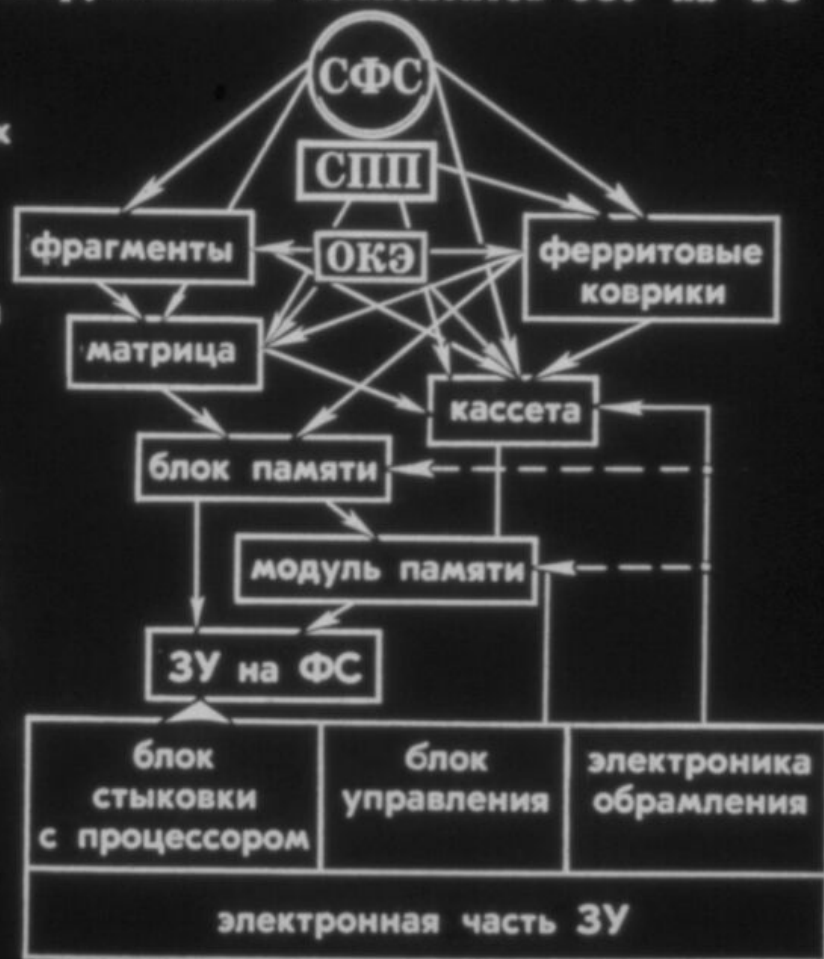 СФС
СПП
фрагменты
ОКЭ
ферритовые
коврики
матрица
кассета
блок памяти
модуль памяти
ЗУ на ФС
блок
стыковки
с процессором
блок
управления
электроника
обрамления
электронная часть ЗУ